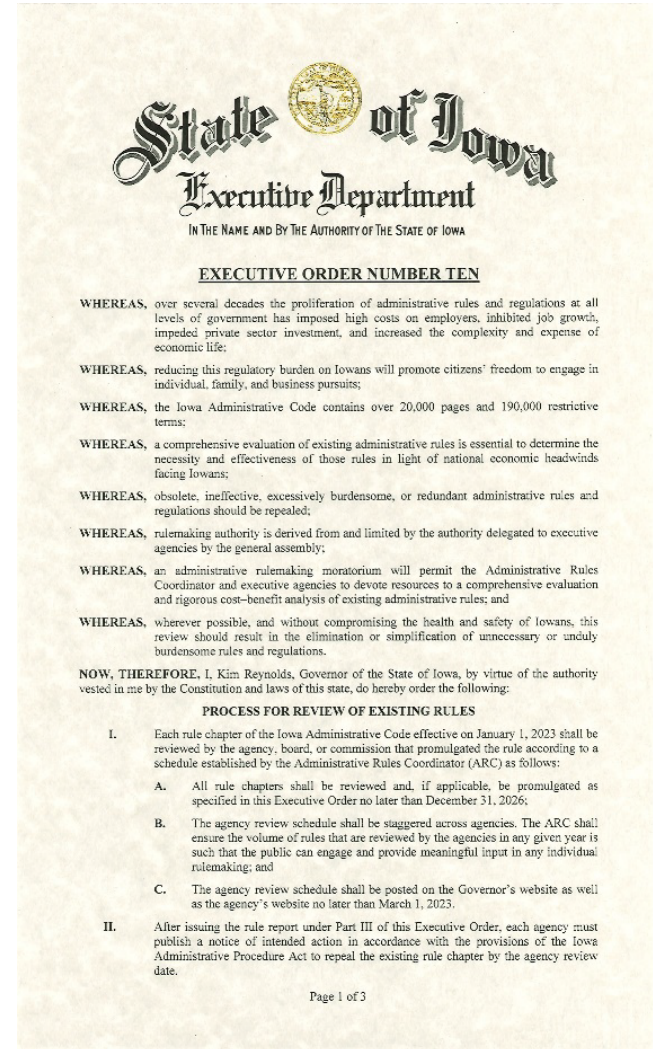 State of Iowa
Executive Department
IN THE NAME AND BY THE AUTHORITY OF THE STATE OF IOWA
EXECUTIVE ORDER NUMBER TEN
WHEREAS, over several decades the proliferation of administrative rules and regulations at all
levels of government has imposed high costs on employers, inhibited job growth,
impeded private sector investment, and increased the complexity and expense of
economic life;
WHEREAS, reducing this regulatory burden on Iowans will promote citizens' freedom to engage in
individual, family, and business pursuits;
WHEREAS, the Iowa Administrative Code contains over 20,000 pages and 190,000 restrictive
terms;
WHEREAS, a comprehensive evaluation of existing administrative rules is essential to determine the
necessity and effectiveness of those rules in light of national economic headwinds
facing Iowans;
WHEREAS, obsolete, ineffective, excessively burdensome, or redundant administrative rules and
regulations should be repealed;
WHEREAS, rulemaking authority is derived from and limited by the authority delegated to executive
agencies by the general assembly;
WHEREAS, an administrative rulemaking moratorium will permit the Administrative Rules
Coordinator and executive agencies to devote resources to a comprehensive evaluation
and rigorous cost–benefit analysis of existing administrative rules; and
WHEREAS, wherever possible, and without compromising the health and safety of Iowans, this
review should result in the elimination or simplification of unnecessary or unduly
burdensome rules and regulations.
NOW, THEREFORE, I, Kim Reynolds, Governor of the State of Iowa, by virtue of the authority
vested in me by the Constitution and laws of this state, do hereby order the following:
PROCESS FOR REVIEW OF EXISTING RULES
I. Each rule chapter of the Iowa Administrative Code effective on January 1, 2023 shall be
reviewed by the agency, board, or commission that promulgated the rule according to a
schedule established by the Administrative Rules Coordinator (ARC) as follows:
A. All rule chapters shall be reviewed and, if applicable, be promulgated as
specified in this Executive Order no later than December 31, 2026;
B. The agency review schedule shall be staggered across agencies. The ARC shall
ensure the volume of rules that are reviewed by the agencies in any given year is
such that the public can engage and provide meaningful input in any individual
rulemaking; and
C. The agency review schedule shall be posted on the Governor's website as well
as the agency's website no later than March 1, 2023.
II. After issuing the rule report under Part III of this Executive Order, each agency must
publish a notice of intended action in accordance with the provisions of the Iowa
Administrative Procedure Act to repeal the existing rule chapter by the agency review
date.
Page 1 of 3